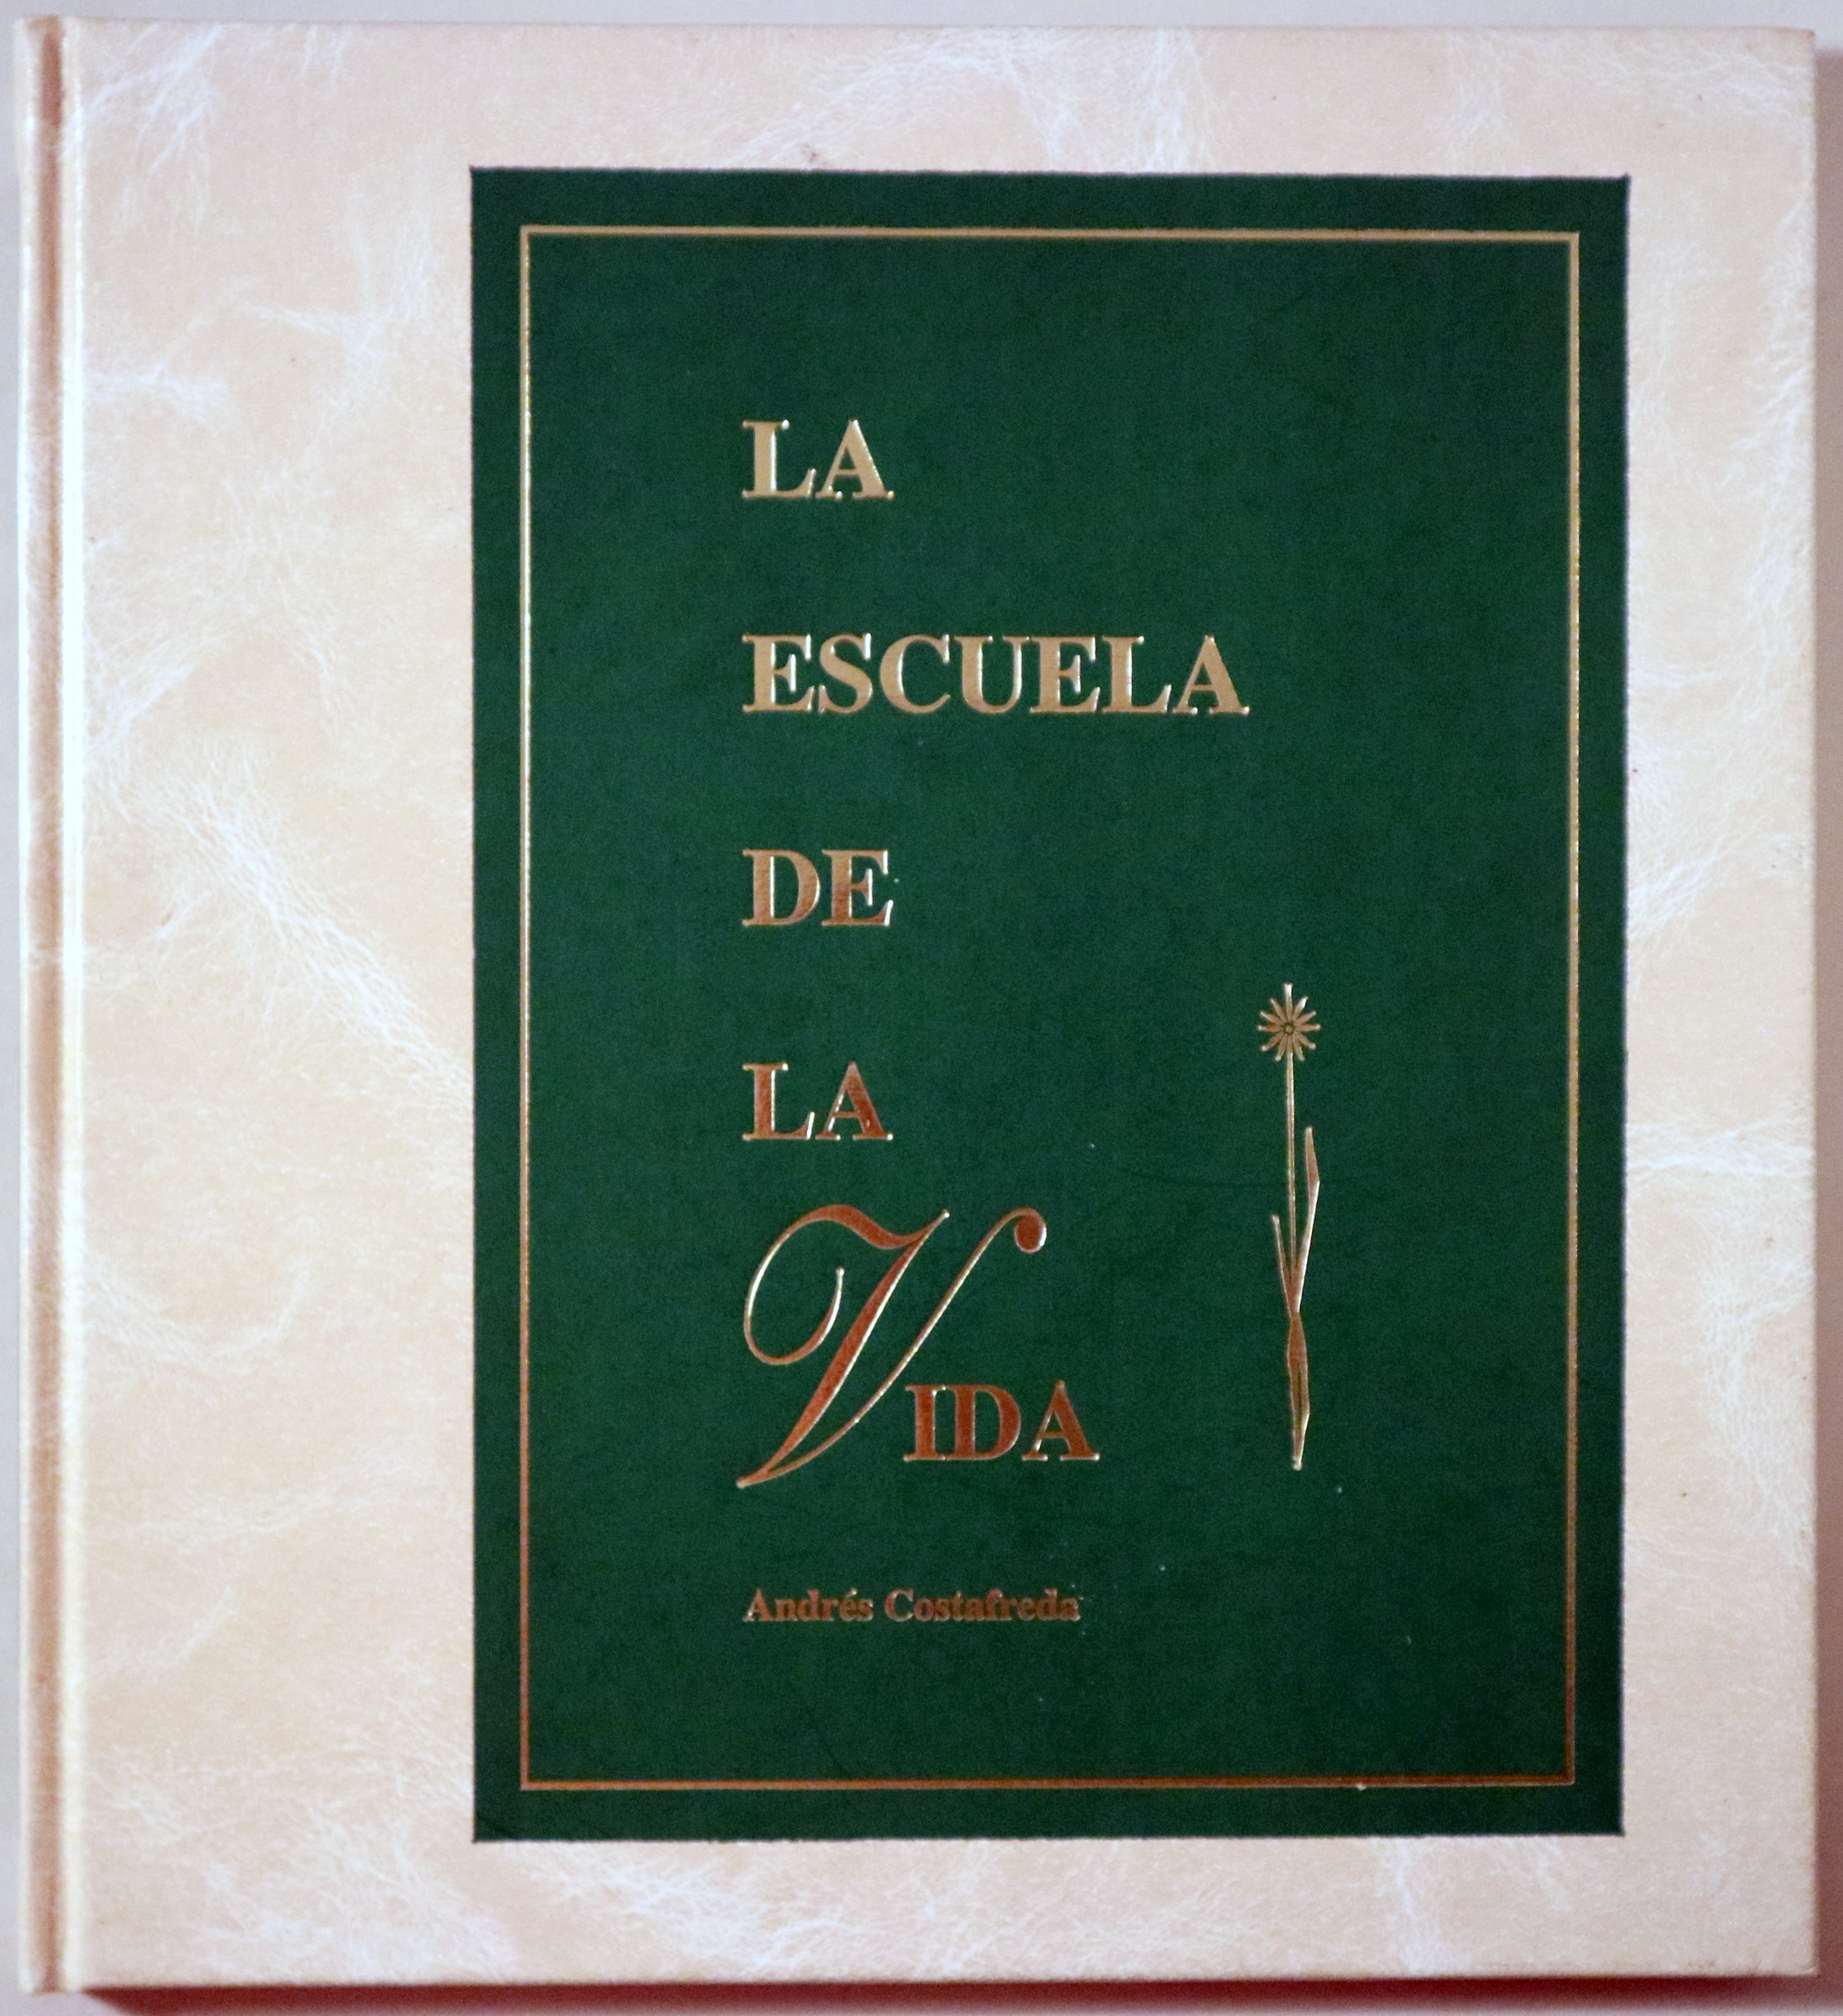 LA
ESCUELA
DE
LA
VIDA
Andrés Costafreda